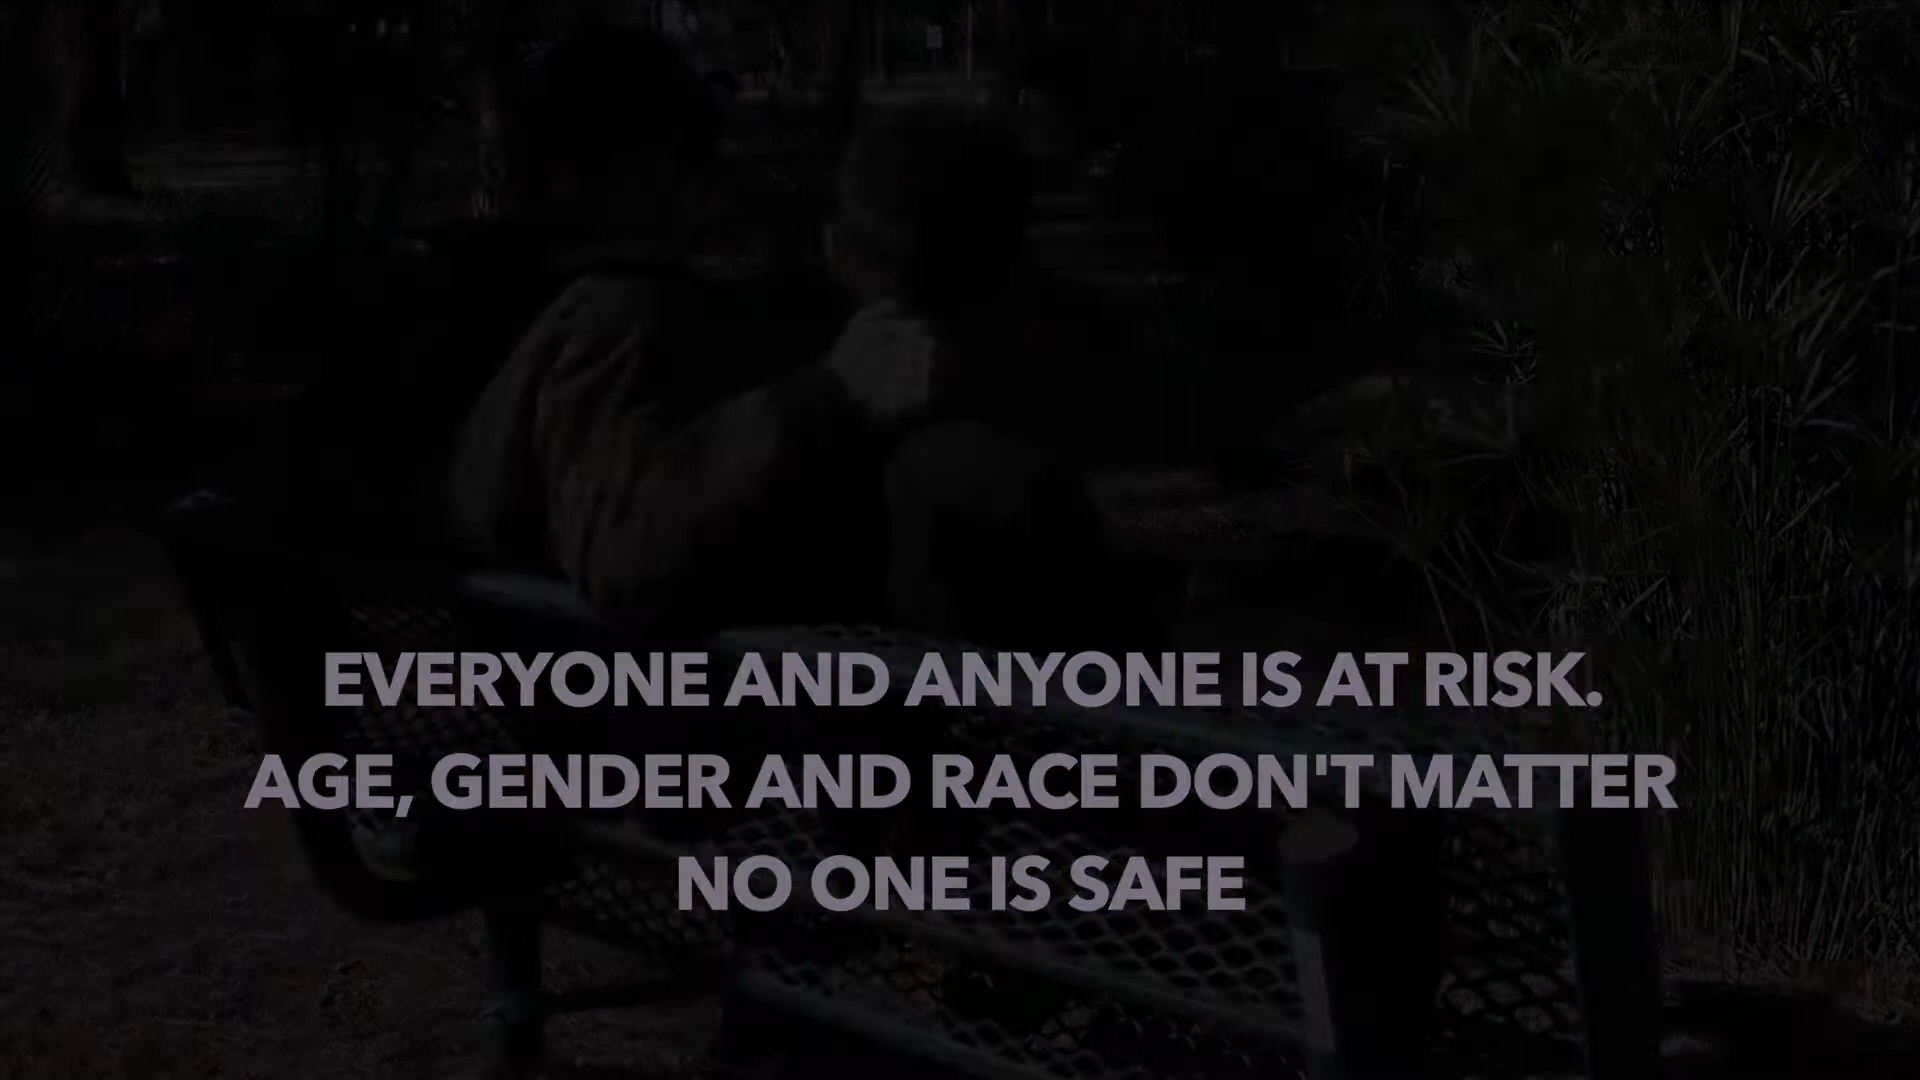 EVERYONE AND ANYONE IS AT RISK.
AGE, GENDER AND RACE DON'T MATTER
NO ONE IS SAFE